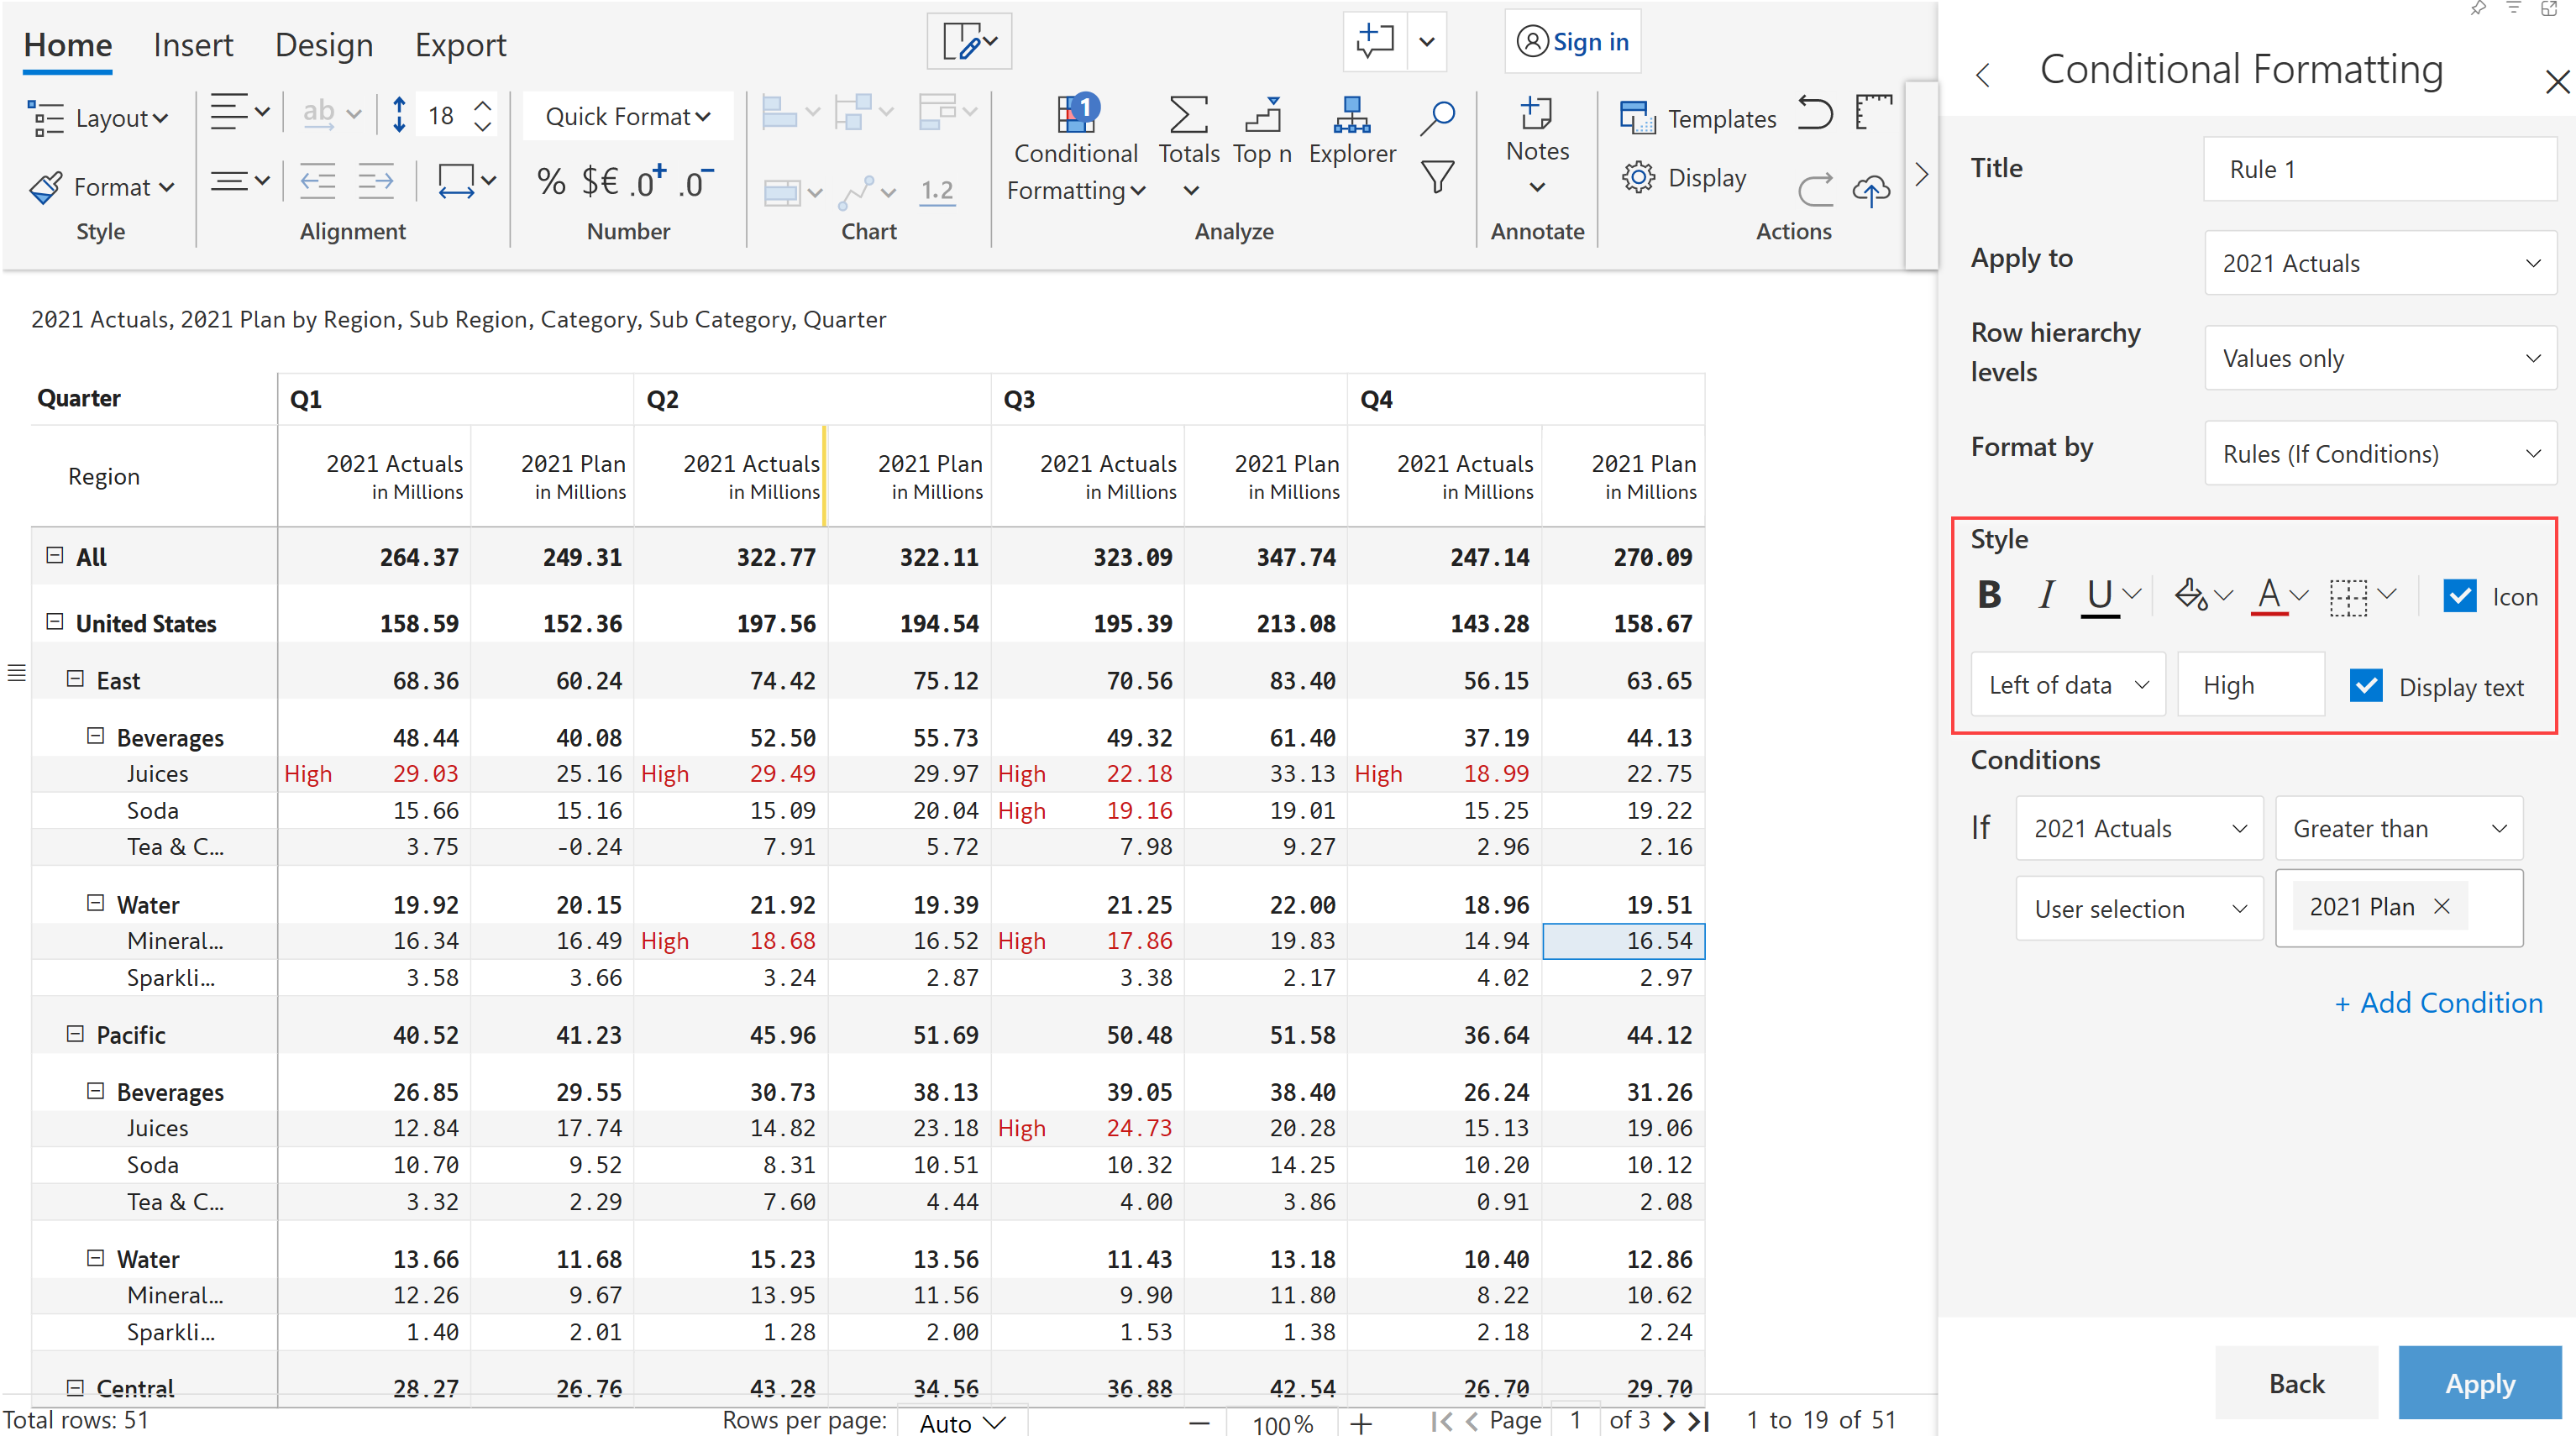 Home Insert Design Export Sign in
Layout ab 18 Quick Format 1 Conditional Formatting Totals Top n Explorer Notes Templates
Format % $€ .0+ .0− 1.2 Display
Style Alignment Number Chart Analyze Annotate Actions
2021 Actuals, 2021 Plan by Region, Sub Region, Category, Sub Category, Quarter
Quarter Q1 Q2 Q3 Q4
Region 2021 Actuals in Millions 2021 Plan in Millions 2021 Actuals in Millions 2021 Plan in Millions 2021 Actuals in Millions 2021 Plan in Millions 2021 Actuals in Millions 2021 Plan in Millions
All 264.37 249.31 322.77 322.11 323.09 347.74 247.14 270.09
United States 158.59 152.36 197.56 194.54 195.39 213.08 143.28 158.67
East 68.36 60.24 74.42 75.12 70.56 83.40 56.15 63.65
Beverages 48.44 40.08 52.50 55.73 49.32 61.40 37.19 44.13
Juices High 29.03 25.16 High 29.49 29.97 High 22.18 33.13 High 18.99 22.75
Soda 15.66 15.16 15.09 20.04 High 19.16 19.01 15.25 19.22
Tea & C... 3.75 -0.24 7.91 5.72 7.98 9.27 2.96 2.16
Water 19.92 20.15 21.92 19.39 21.25 22.00 18.96 19.51
Mineral... 16.34 16.49 High 18.68 16.52 High 17.86 19.83 14.94 16.54
Sparkli... 3.58 3.66 3.24 2.87 3.38 2.17 4.02 2.97
Pacific 40.52 41.23 45.96 51.69 50.48 51.58 36.64 44.12
Beverages 26.85 29.55 30.73 38.13 39.05 38.40 26.24 31.26
Juices 12.84 17.74 14.82 23.18 High 24.73 20.28 15.13 19.06
Soda 10.70 9.52 8.31 10.51 10.32 14.25 10.20 10.12
Tea & C... 3.32 2.29 7.60 4.44 4.00 3.86 0.91 2.08
Water 13.66 11.68 15.23 13.56 11.43 13.18 10.40 12.86
Mineral... 12.26 9.67 13.95 11.56 9.90 11.80 8.22 10.62
Sparkli... 1.40 2.01 1.28 2.00 1.53 1.38 2.18 2.24
Central 28.27 26.76 43.28 34.56 36.88 42.54 26.70 29.70
Total rows: 51 Rows per page: Auto 100% Page 1 of 3 1 to 19 of 51
Conditional Formatting
Title Rule 1
Apply to 2021 Actuals
Row hierarchy levels Values only
Format by Rules (If Conditions)
Style
B I U A Icon
Left of data High Display text
Conditions
If 2021 Actuals Greater than
User selection 2021 Plan
+ Add Condition
Back Apply